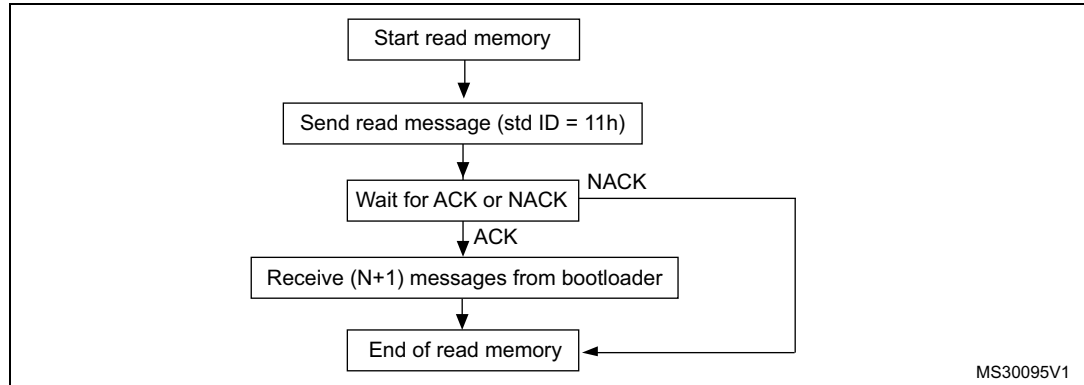 Start read memory
Send read message (std ID = 11h)
Wait for ACK or NACK
NACK
ACK
Receive (N+1) messages from bootloader
End of read memory
MS30095V1